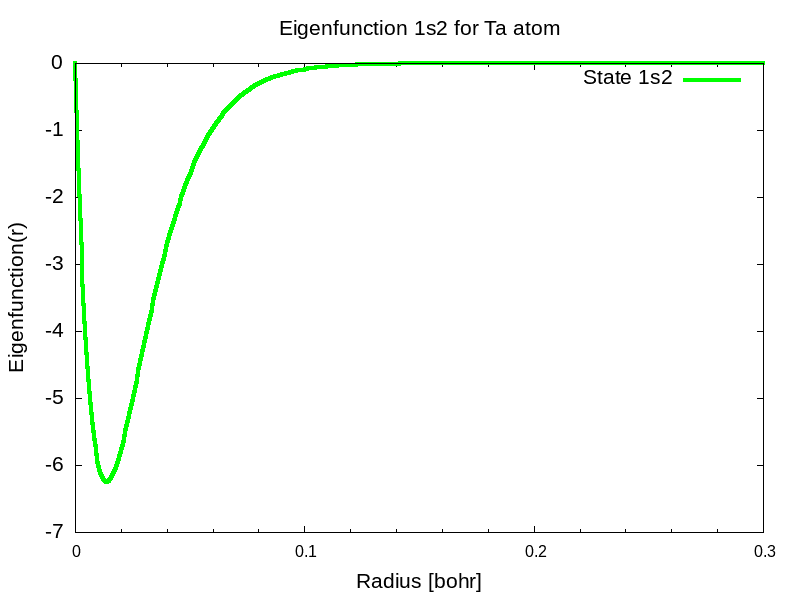 Eigenfunction 1s2 for Ta atom
State 1s2
0
-1
-2
-3
-4
-5
-6
-7
Eigenfunction(r)
0 0.1 0.2 0.3
Radius [bohr]